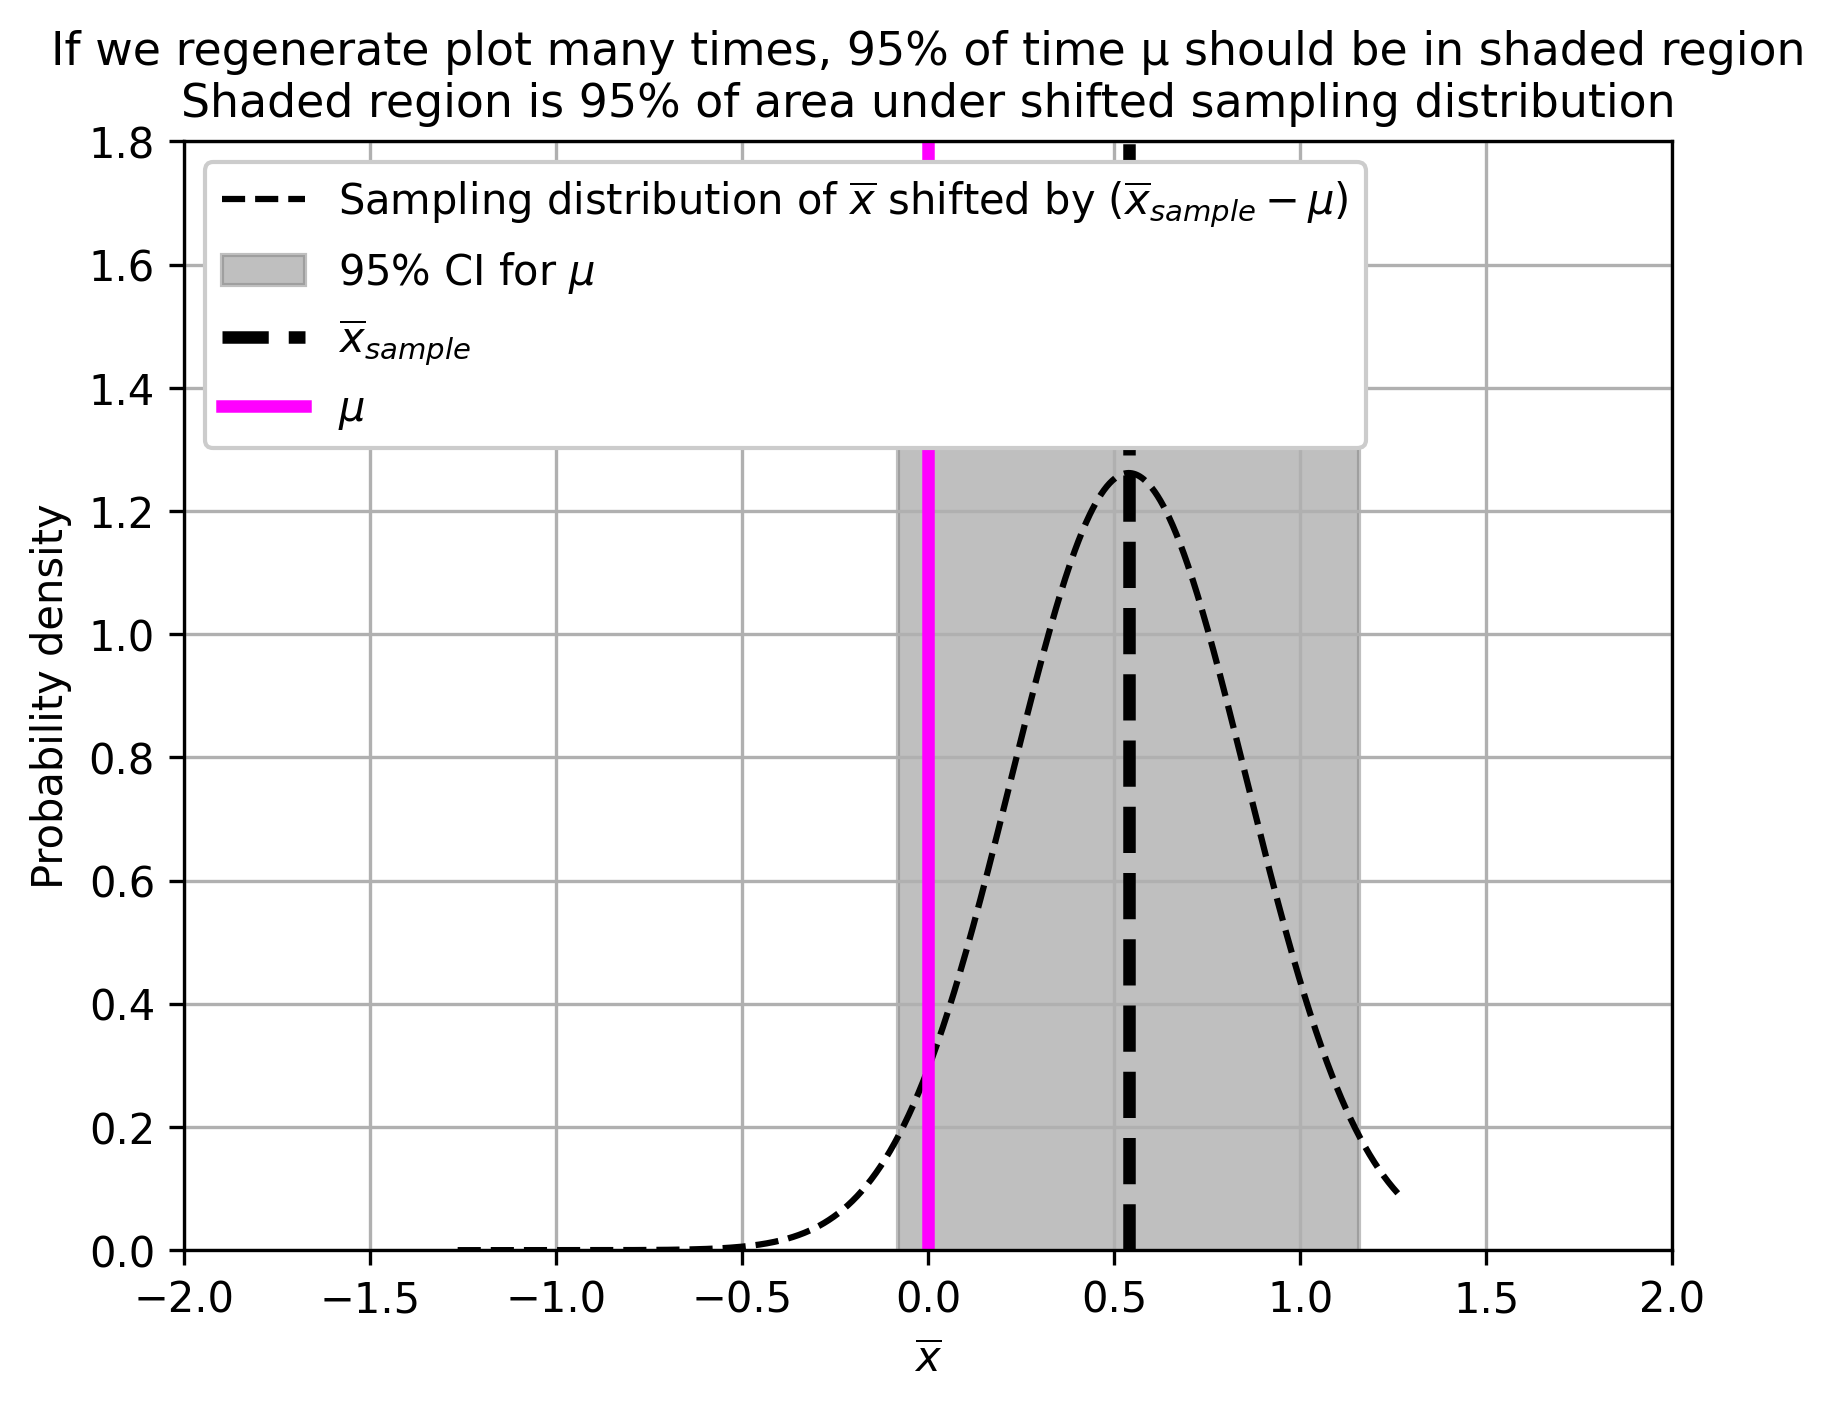 If we regenerate plot many times, 95% of time μ should be in shaded region
Shaded region is 95% of area under shifted sampling distribution
1.8
1.6
1.4
1.2
1.0
0.8
0.6
0.4
0.2
0.0
Probability density
Sampling distribution of x̅ shifted by (x̅sample − μ)
95% CI for μ
x̅sample
μ
−2.0 −1.5 −1.0 −0.5 0.0 0.5 1.0 1.5 2.0
x̅